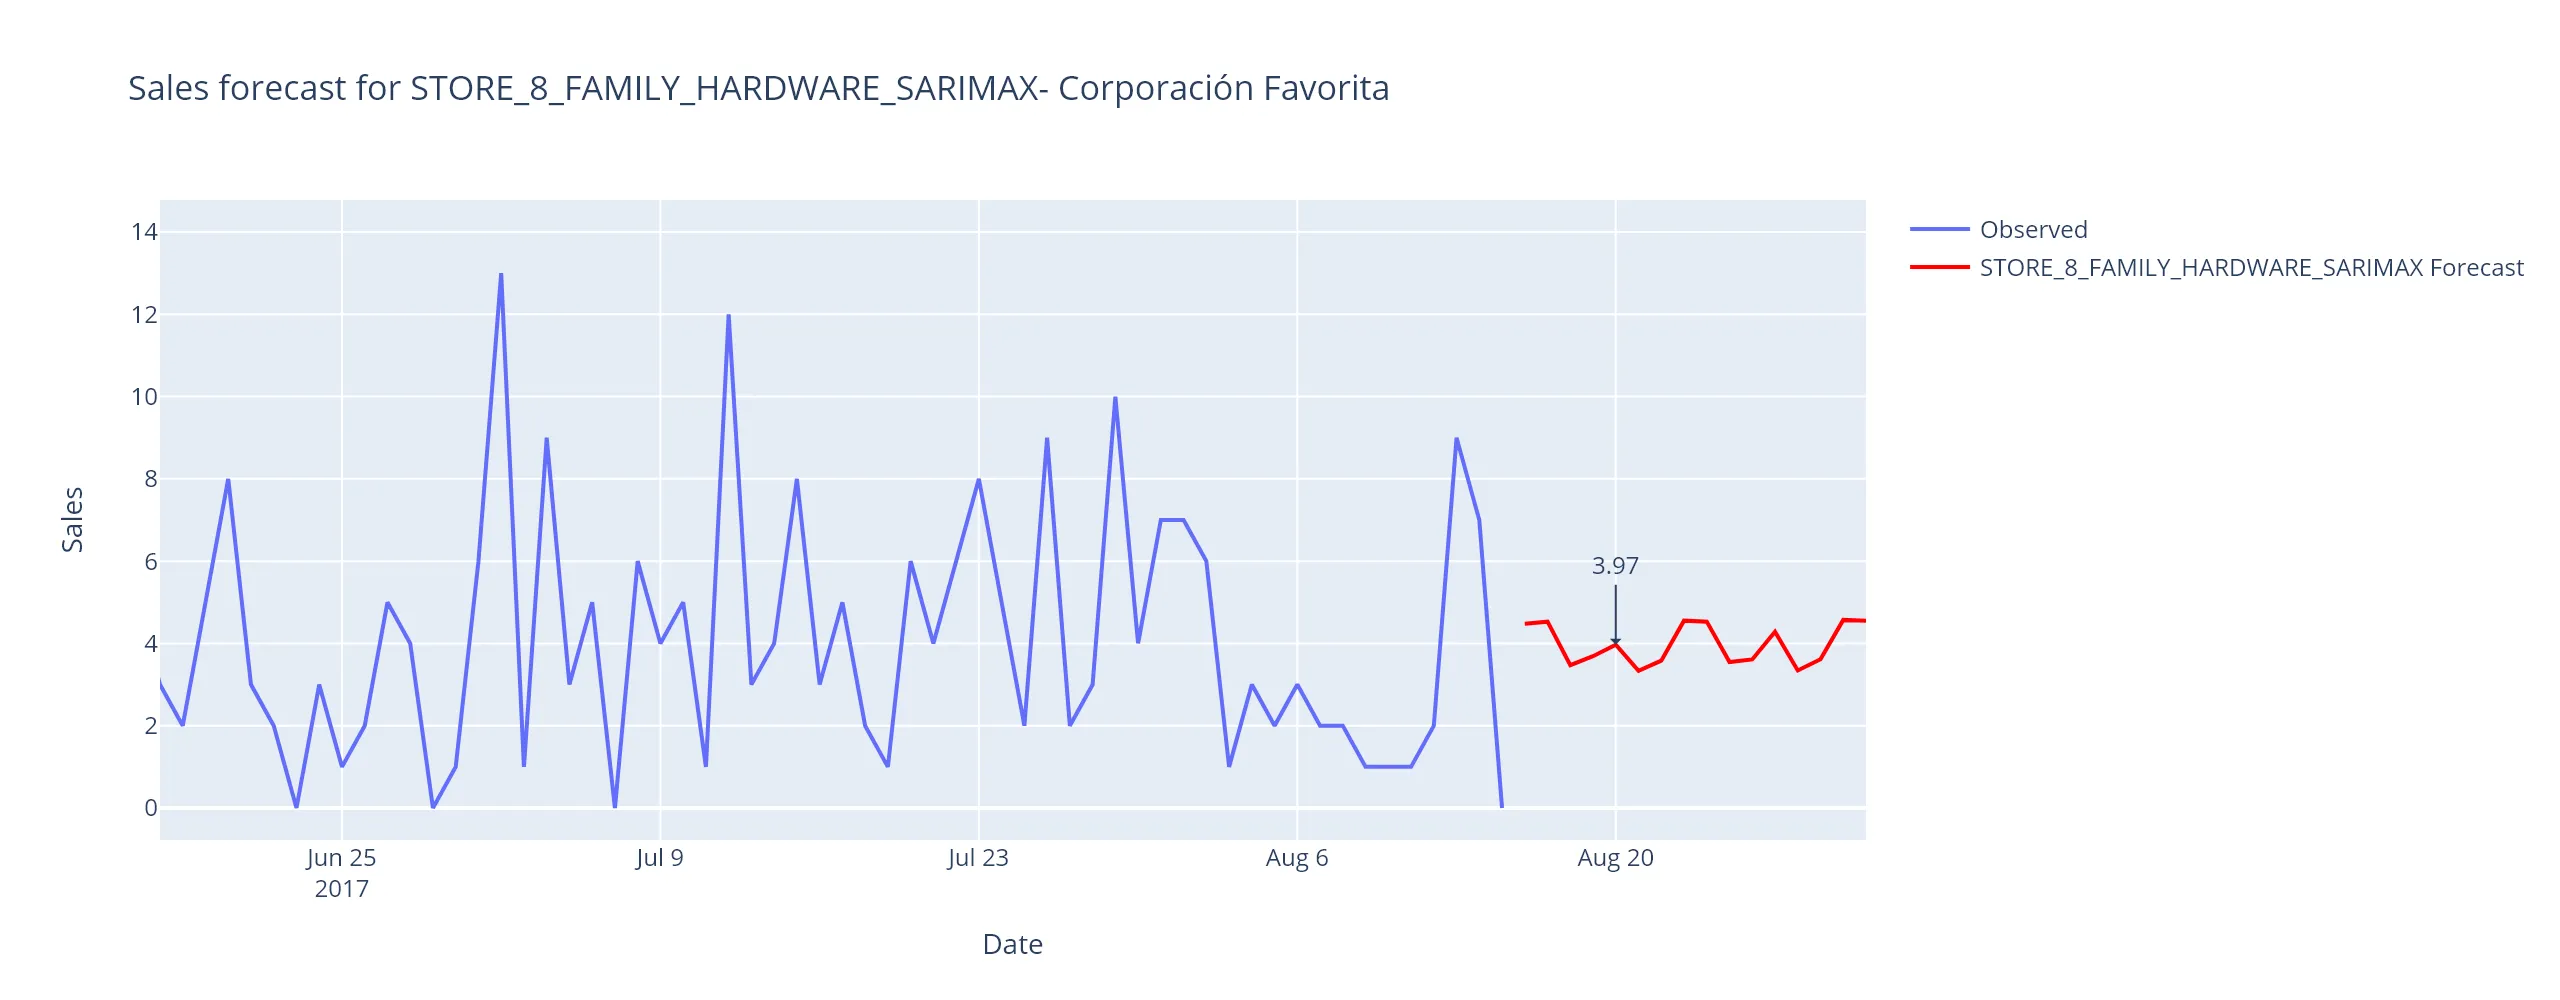 Sales forecast for STORE_8_FAMILY_HARDWARE_SARIMAX- Corporación Favorita
Observed
STORE_8_FAMILY_HARDWARE_SARIMAX Forecast
14
12
10
8
6
4
2
0
Sales
3.97
Jun 25
2017
Jul 9
Jul 23
Aug 6
Aug 20
Date